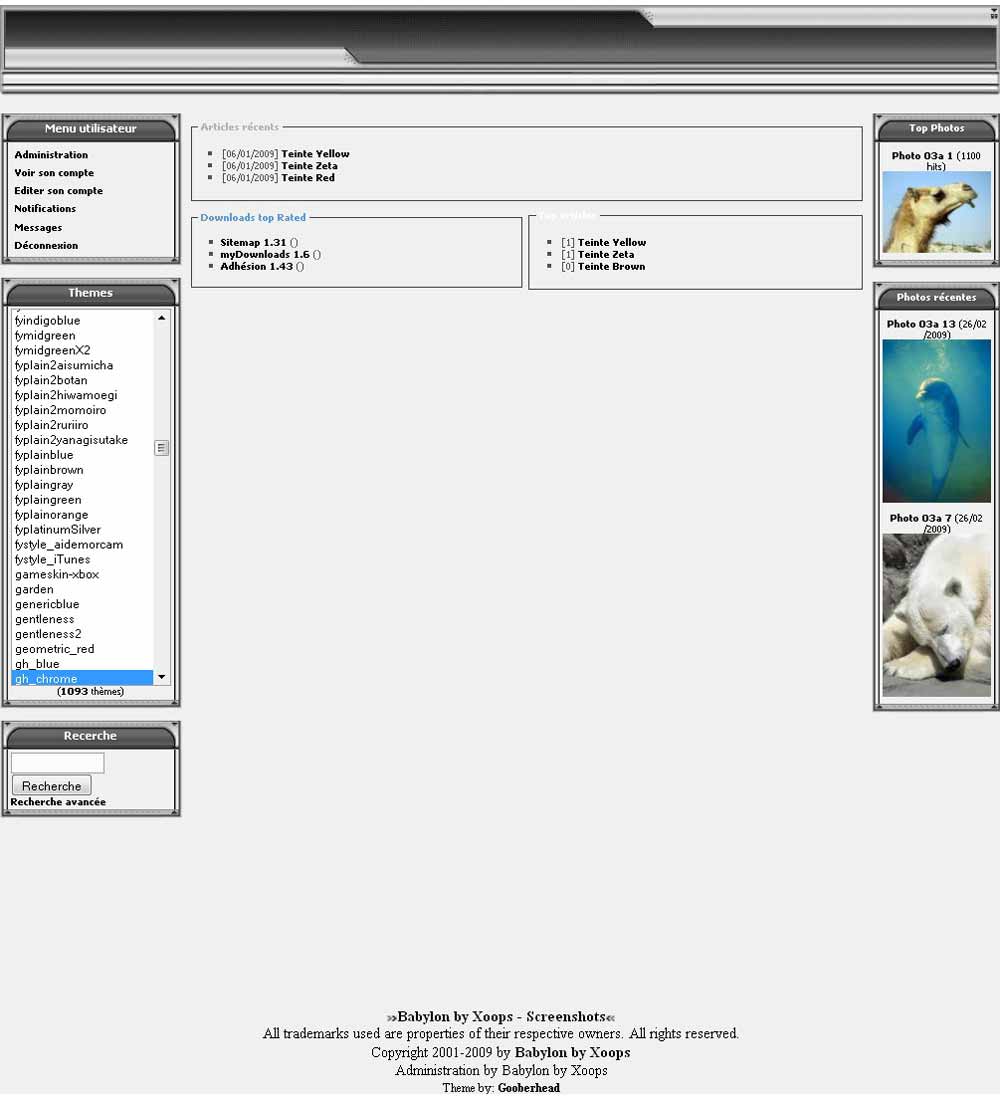 Menu utilisateur
Administration
Voir son compte
Editer son compte
Notifications
Messages
Déconnexion
Themes
fyindigoblue
fymidgreen
fymidgreenX2
fyplain2aisumicha
fyplain2botan
fyplain2hiwamoegi
fyplain2momoiro
fyplain2ruriiro
fyplain2yanagisutake
fyplainblue
fyplainbrown
fyplaingray
fyplaingreen
fyplainorange
fyplatinumSilver
fystyle_aidemorcam
fystyle_iTunes
gameskin-xbox
garden
genericblue
gentleness
gentleness2
geometric_red
gh_blue
gh_chrome
(1093 thèmes)
Recerche
Recherche
Recherche avancée
Articles récents
[06/01/2009] Teinte Yellow
[06/01/2009] Teinte Zeta
[06/01/2009] Teinte Red
Downloads top Rated
Sitemap 1.31 ()
myDownloads 1.6 ()
Adhésion 1.43 ()
Top articles
[1] Teinte Yellow
[1] Teinte Zeta
[0] Teinte Brown
Top Photos
Photo 03a 1 (1100
hits)
Photos récentes
Photo 03a 13 (26/02
/2009)
Photo 03a 7 (26/02
/2009)
»Babylon by Xoops - Screenshots«
All trademarks used are properties of their respective owners. All rights reserved.
Copyright 2001-2009 by Babylon by Xoops
Administration by Babylon by Xoops
Theme by: Gooberhead